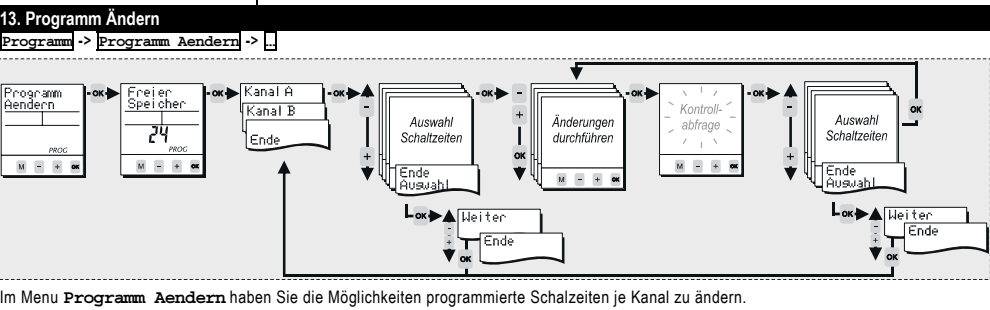 13. Programm Ändern
Programm -> Programm Aendern -> ...
Programm
Aendern
PROG
M - + OK
OK
Freier
Speicher
24
PROG
M - + OK
OK
Kanal A
Kanal B
Ende
OK
-
+
Auswahl
Schaltzeiten
Ende
Auswahl
OK
-
+
Weiter
Ende
OK
OK
-
+
OK
Änderungen
durchführen
M - + OK
OK
Kontroll-
abfrage
M - + OK
OK
-
+
Auswahl
Schaltzeiten
Ende
Auswahl
OK
OK
-
+
Weiter
Ende
OK
Im Menu Programm Aendern haben Sie die Möglichkeiten programmierte Schalzeiten je Kanal zu ändern.